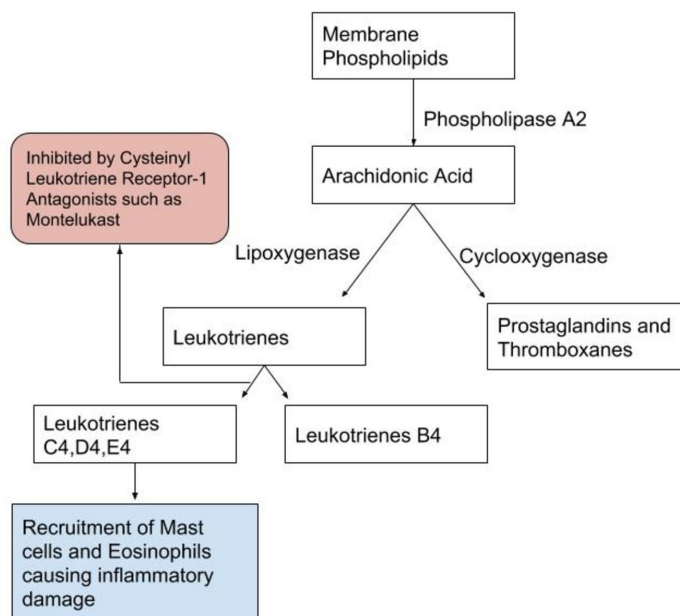 Membrane
Phospholipids
Phospholipase A2
Inhibited by Cysteinyl
Leukotriene Receptor-1
Antagonists such as
Montelukast
Arachidonic Acid
Lipoxygenase
Cyclooxygenase
Leukotrienes
Prostaglandins and
Thromboxanes
Leukotrienes
C4,D4,E4
Leukotrienes B4
Recruitment of Mast
cells and Eosinophils
causing inflammatory
damage